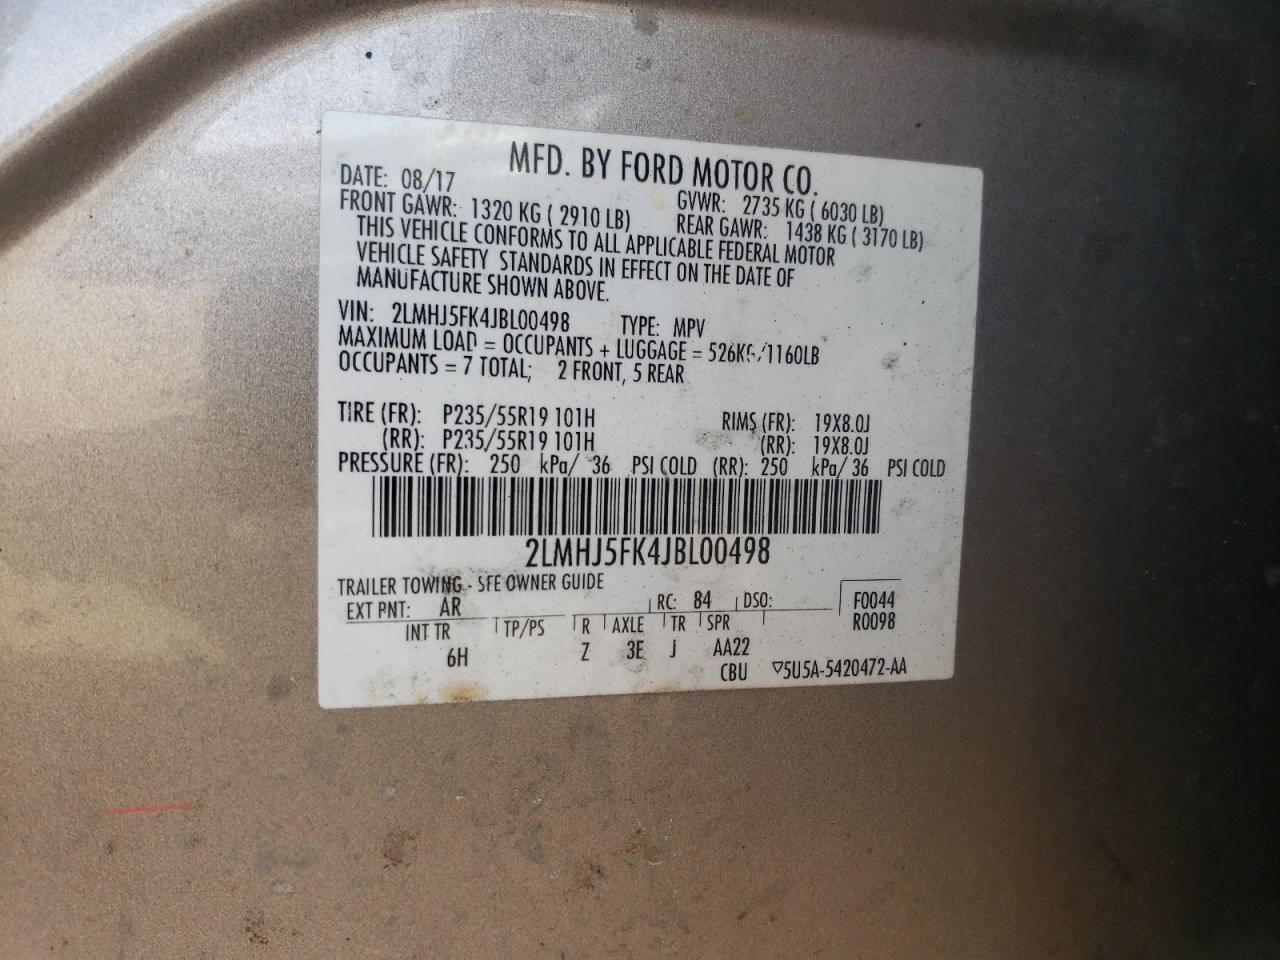 MFD. BY FORD MOTOR CO.
DATE: 08/17 GVWR: 2735 KG ( 6030 LB)
FRONT GAWR: 1320 KG ( 2910 LB) REAR GAWR: 1438 KG ( 3170 LB)
THIS VEHICLE CONFORMS TO ALL APPLICABLE FEDERAL MOTOR
VEHICLE SAFETY STANDARDS IN EFFECT ON THE DATE OF
MANUFACTURE SHOWN ABOVE.
VIN: 2LMHJ5FK4JBL00498 TYPE: MPV
MAXIMUM LOAD = OCCUPANTS + LUGGAGE = 526KG/1160LB
OCCUPANTS = 7 TOTAL; 2 FRONT, 5 REAR
TIRE (FR): P235/55R19 101H RIMS (FR): 19X8.0J
(RR): P235/55R19 101H (RR): 19X8.0J
PRESSURE (FR): 250 kPa/ 36 PSI COLD (RR): 250 kPa/ 36 PSI COLD
2LMHJ5FK4JBL00498
TRAILER TOWING - SEE OWNER GUIDE
EXT PNT: AR RC: 84 DSO: F0044
R0098
INT TR TP/PS R AXLE TR SPR
6H Z 3E J AA22
CBU ▽5U5A-5420472-AA